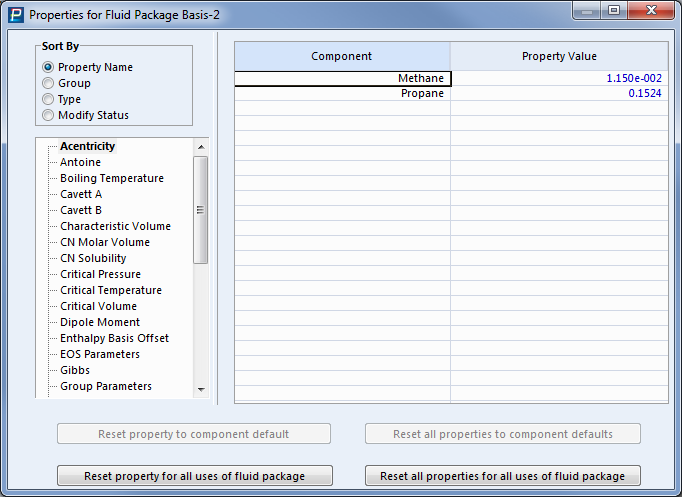 Properties for Fluid Package Basis-2
Sort By
Property Name
Group
Type
Modify Status
Acentricity
Antoine
Boiling Temperature
Cavett A
Cavett B
Characteristic Volume
CN Molar Volume
CN Solubility
Critical Pressure
Critical Temperature
Critical Volume
Dipole Moment
Enthalpy Basis Offset
EOS Parameters
Gibbs
Group Parameters
Component Property Value
Methane 1.150e-002
Propane 0.1524
Reset property to component default
Reset all properties to component defaults
Reset property for all uses of fluid package
Reset all properties for all uses of fluid package